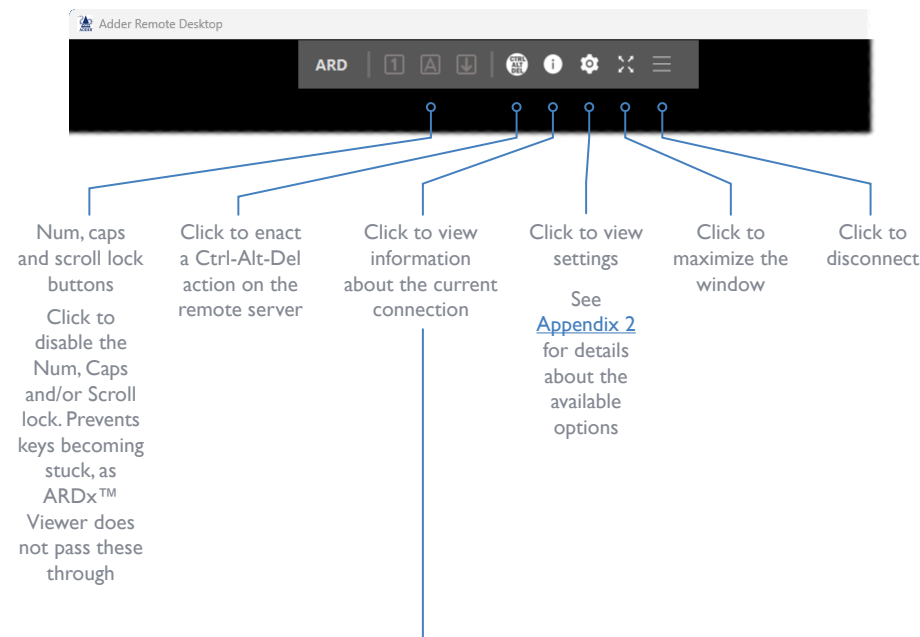 ADDER
Adder Remote Desktop
ARD
1
A
CTRL
ALT
DEL
i
Num, caps
and scroll lock
buttons
Click to
disable the
Num, Caps
and/or Scroll
lock. Prevents
keys becoming
stuck, as
ARDx™
Viewer does
not pass these
through
Click to enact
a Ctrl-Alt-Del
action on the
remote server
Click to view
information
about the current
connection
Click to view
settings
See
Appendix 2
for details
about the
available
options
Click to
maximize the
window
Click to
disconnect